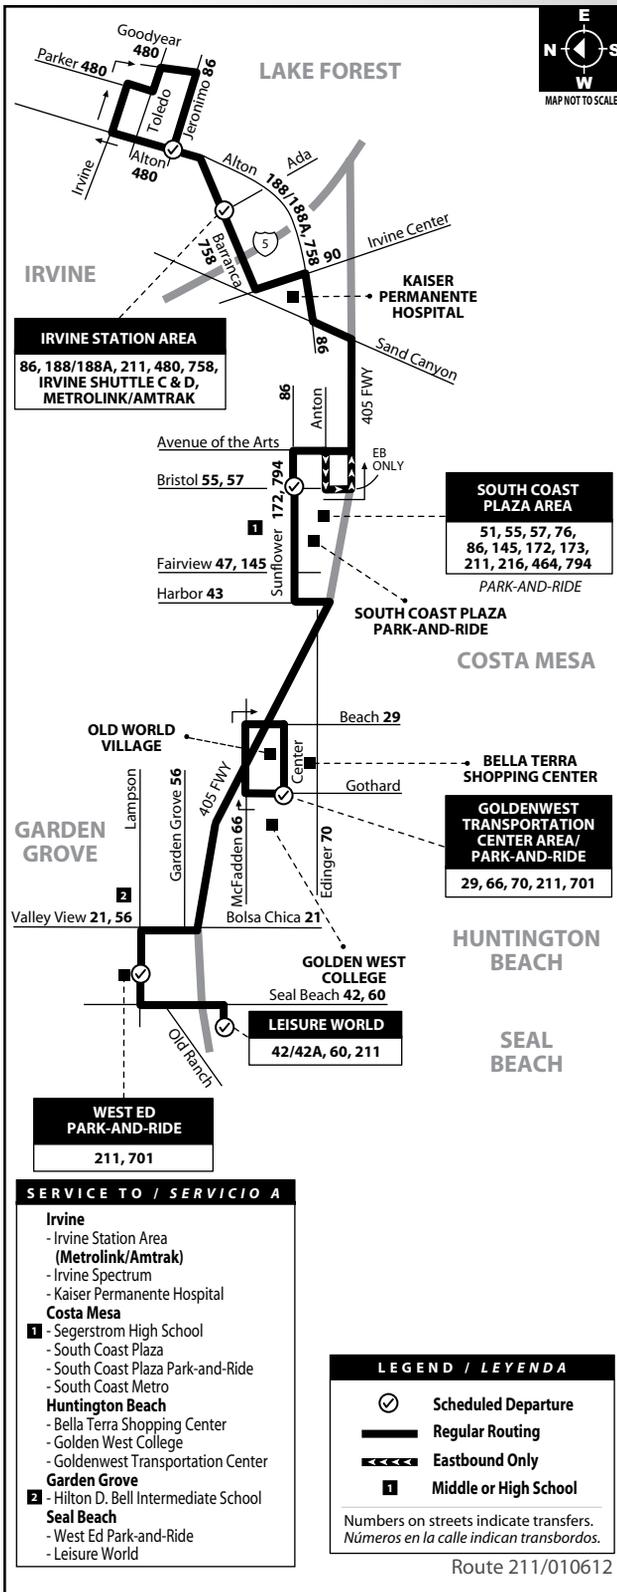 E
N
S
W
MAP NOT TO SCALE
LAKE FOREST
Goodyear
480
Parker 480
Toledo
Jeronimo 86
Alton
480
Irvine
Alton
188/188A, 758
Ada
5
Barranca
758
90
Irvine Center
IRVINE
KAISER
PERMANENTE
HOSPITAL
IRVINE STATION AREA
86, 188/188A, 211, 480, 758,
IRVINE SHUTTLE C & D,
METROLINK/AMTRAK
86
Sand Canyon
405 FWY
86
Anton
Avenue of the Arts
EB
ONLY
Bristol 55, 57
172, 794
Sunflower
1
Fairview 47, 145
Harbor 43
SOUTH COAST
PLAZA AREA
51, 55, 57, 76,
86, 145, 172, 173,
211, 216, 464, 794
PARK-AND-RIDE
SOUTH COAST PLAZA
PARK-AND-RIDE
COSTA MESA
Beach 29
OLD WORLD
VILLAGE
Center
BELLA TERRA
SHOPPING CENTER
Gothard
405 FWY
Lampson
Garden Grove 56
McFadden 66
Edinger 70
GARDEN
GROVE
GOLDENWEST
TRANSPORTATION
CENTER AREA/
PARK-AND-RIDE
29, 66, 70, 211, 701
2
Valley View 21, 56
Bolsa Chica 21
HUNTINGTON
BEACH
GOLDEN WEST
COLLEGE
Seal Beach 42, 60
LEISURE WORLD
42/42A, 60, 211
Old Ranch
SEAL
BEACH
WEST ED
PARK-AND-RIDE
211, 701
SERVICE TO / SERVICIO A
Irvine
- Irvine Station Area
(Metrolink/Amtrak)
- Irvine Spectrum
- Kaiser Permanente Hospital
Costa Mesa
1 - Segerstrom High School
- South Coast Plaza
- South Coast Plaza Park-and-Ride
- South Coast Metro
Huntington Beach
- Bella Terra Shopping Center
- Golden West College
- Goldenwest Transportation Center
Garden Grove
2 - Hilton D. Bell Intermediate School
Seal Beach
- West Ed Park-and-Ride
- Leisure World
LEGEND / LEYENDA
Scheduled Departure
Regular Routing
Eastbound Only
1 Middle or High School
Numbers on streets indicate transfers.
Números en la calle indican transbordos.
Route 211/010612